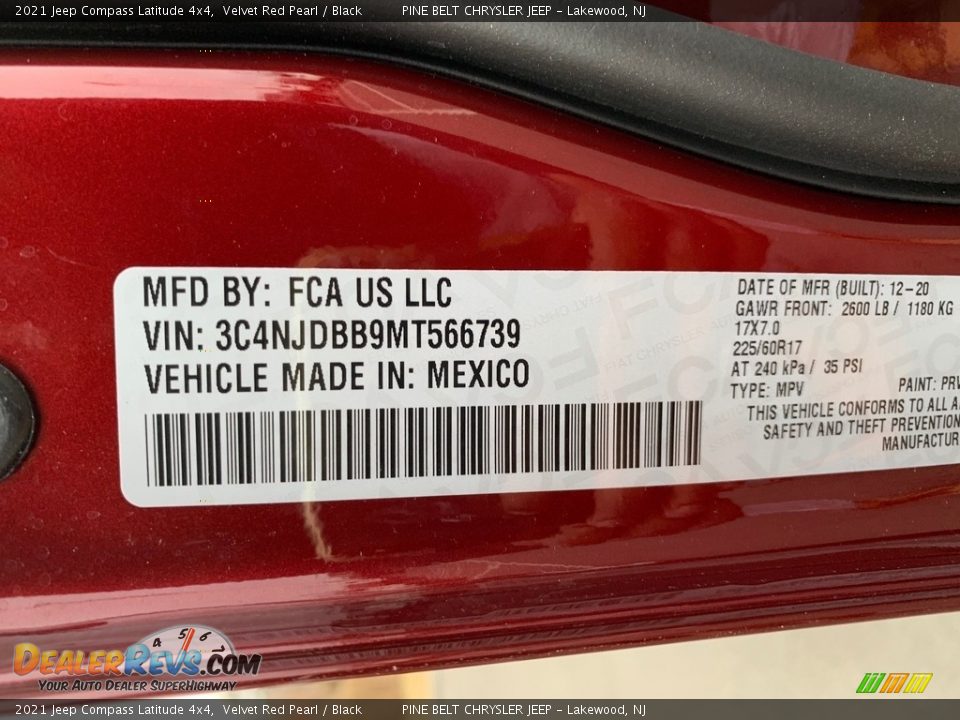 2021 Jeep Compass Latitude 4x4, Velvet Red Pearl / Black PINE BELT CHRYSLER JEEP - Lakewood, NJ
MFD BY: FCA US LLC
VIN: 3C4NJDBB9MT566739
VEHICLE MADE IN: MEXICO
DATE OF MFR (BUILT): 12-20
GAWR FRONT: 2600 LB / 1180 KG
17X7.0
225/60R17
AT 240 kPa / 35 PSI
TYPE: MPV PAINT: PRV
THIS VEHICLE CONFORMS TO ALL A
SAFETY AND THEFT PREVENTION
MANUFACTUR
4 5 6
DEALERREVS.COM
YOUR AUTO DEALER SUPERHIGHWAY
2021 Jeep Compass Latitude 4x4, Velvet Red Pearl / Black PINE BELT CHRYSLER JEEP - Lakewood, NJ